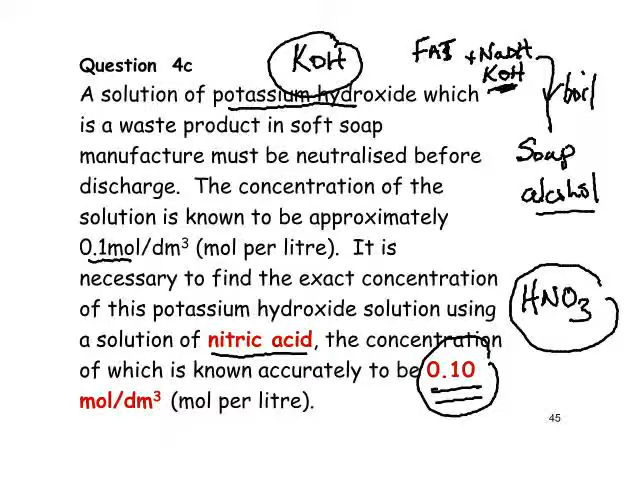 Question 4c
KOH
FAT + NaOH
KOH
boil
Soap
alcohol
A solution of potassium hydroxide which
is a waste product in soft soap
manufacture must be neutralised before
discharge. The concentration of the
solution is known to be approximately
0.1mol/dm³ (mol per litre). It is
necessary to find the exact concentration
of this potassium hydroxide solution using
a solution of nitric acid, the concentration
of which is known accurately to be 0.10
mol/dm³ (mol per litre).
HNO₃
45